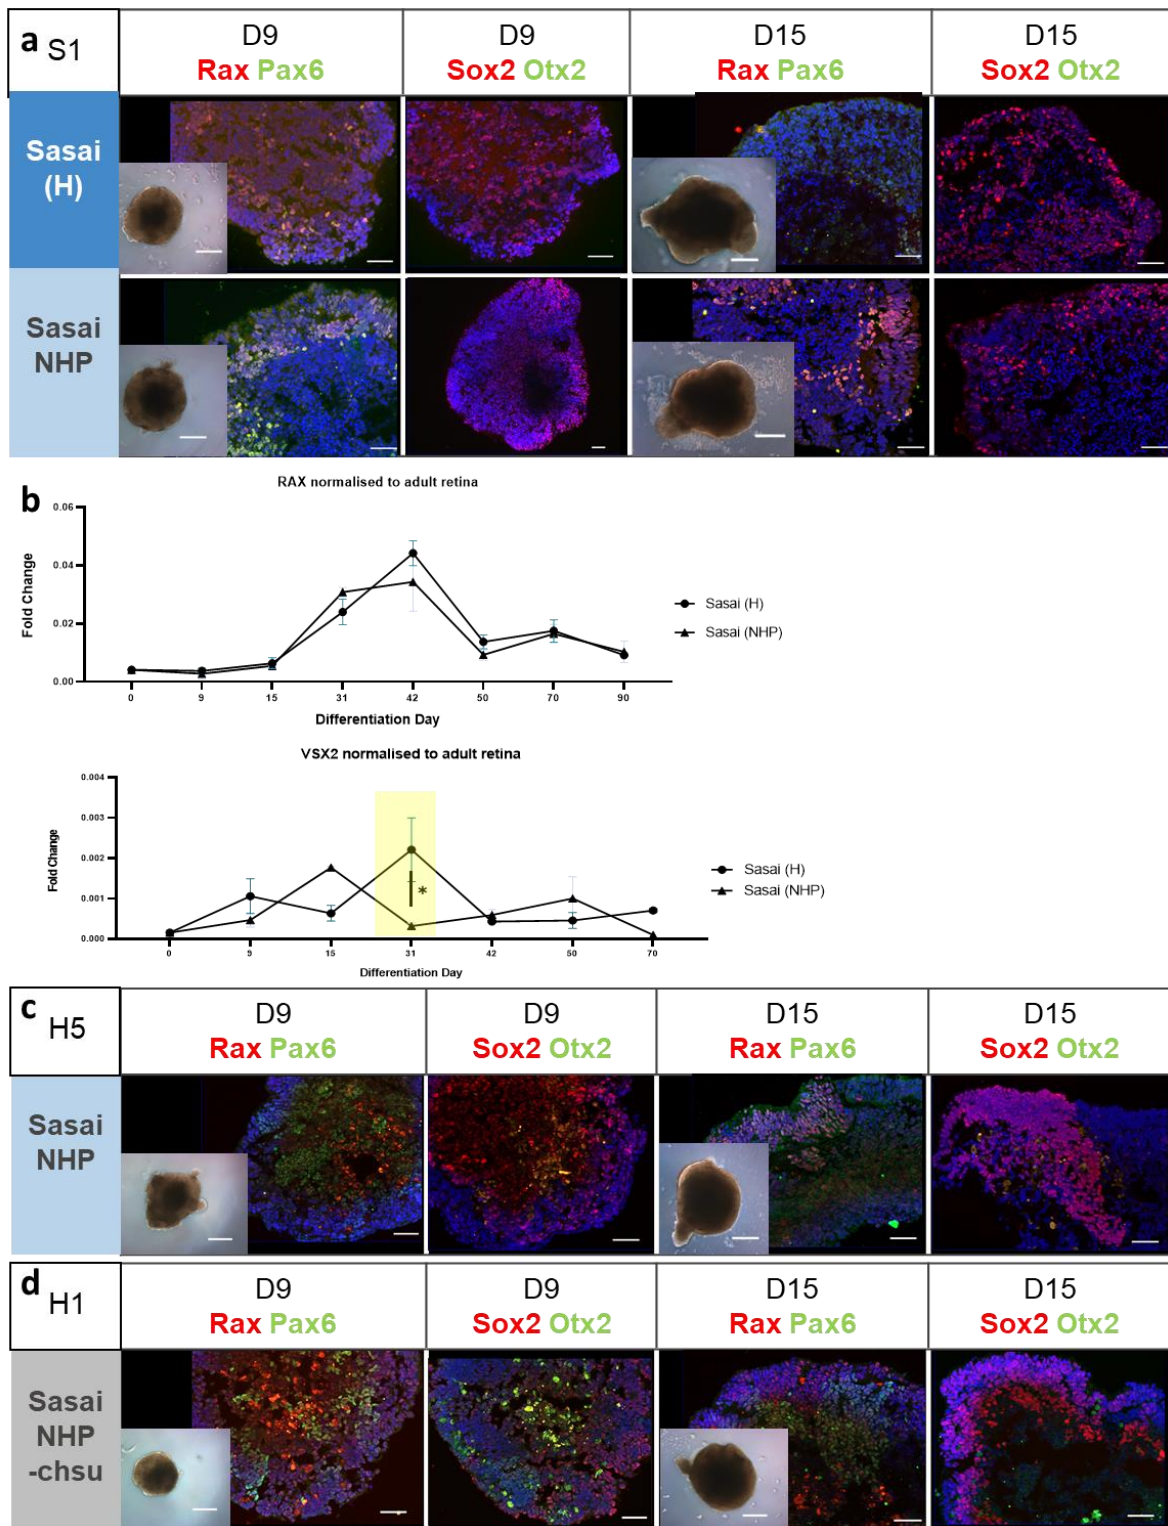 a S1
D9
Rax Pax6
D9
Sox2 Otx2
D15
Rax Pax6
D15
Sox2 Otx2
Sasai
(H)
Sasai
NHP
b
RAX normalised to adult retina
Fold Change
0.06
0.04
0.02
0.00
0 9 15 31 42 50 70 90
Differentiation Day
Sasai (H)
Sasai (NHP)
VSX2 normalised to adult retina
Fold Change
0.004
0.003
0.002
0.001
0.000
*
0 9 15 31 42 50 70
Differentiation Day
Sasai (H)
Sasai (NHP)
c H5
D9
Rax Pax6
D9
Sox2 Otx2
D15
Rax Pax6
D15
Sox2 Otx2
Sasai
NHP
d H1
D9
Rax Pax6
D9
Sox2 Otx2
D15
Rax Pax6
D15
Sox2 Otx2
Sasai
NHP
-chsu